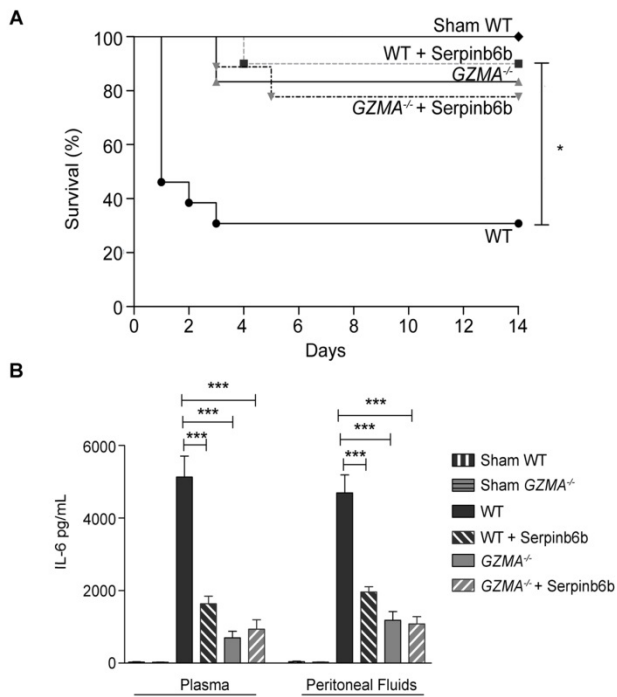 A
Sham WT
WT + Serpinb6b
GZMA-/-
GZMA-/- + Serpinb6b
WT
*
Survival (%)
100
80
60
40
20
0
0 2 4 6 8 10 12 14
Days
B
***
***
***
***
***
***
IL-6 pg/mL
6000
4000
2000
0
Plasma
Peritoneal Fluids
Sham WT
Sham GZMA-/-
WT
WT + Serpinb6b
GZMA-/-
GZMA-/- + Serpinb6b